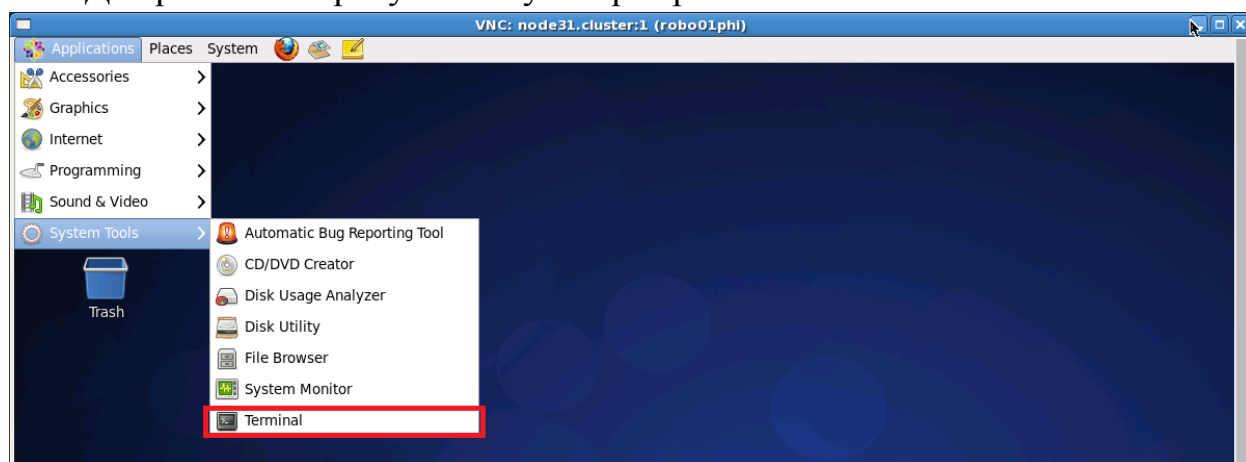 VNC: node31.cluster:1 (robo01phi)
Applications Places System
Accessories
Graphics
Internet
Programming
Sound & Video
System Tools
Automatic Bug Reporting Tool
CD/DVD Creator
Disk Usage Analyzer
Trash
Disk Utility
File Browser
System Monitor
Terminal